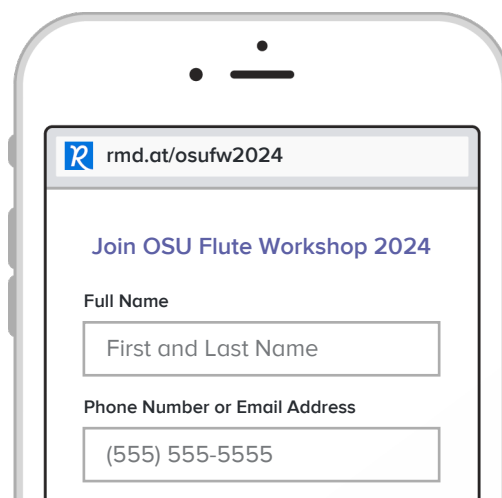 rmd.at/osufw2024
Join OSU Flute Workshop 2024
Full Name
First and Last Name
Phone Number or Email Address
(555) 555-5555